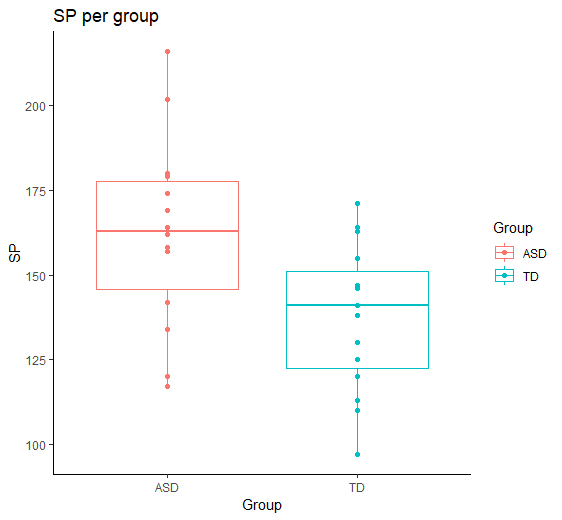 SP per group
SP
200
175
150
125
100
ASD
TD
Group
Group
ASD
TD